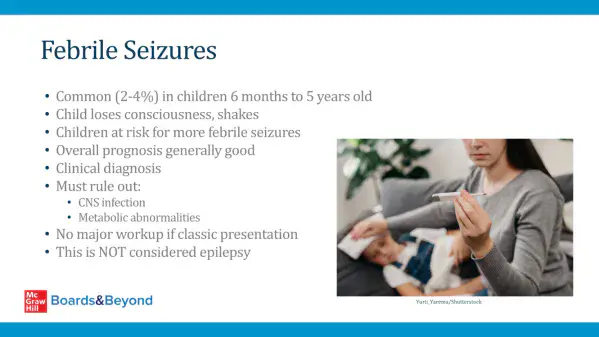 Febrile Seizures
• Common (2-4%) in children 6 months to 5 years old
• Child loses consciousness, shakes
• Children at risk for more febrile seizures
• Overall prognosis generally good
• Clinical diagnosis
• Must rule out:
• CNS infection
• Metabolic abnormalities
• No major workup if classic presentation
• This is NOT considered epilepsy
Yurii_Yarema/Shutterstock
Mc
Graw
Hill
Boards&Beyond